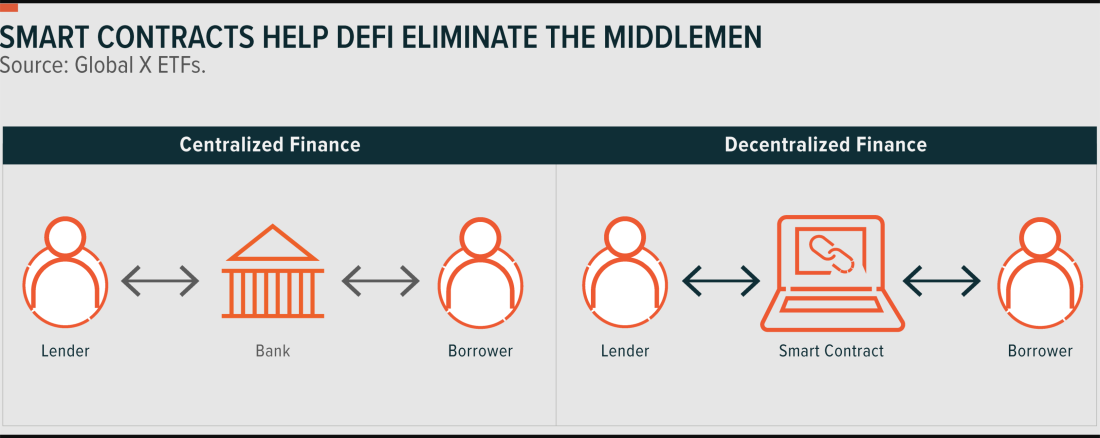 SMART CONTRACTS HELP DEFI ELIMINATE THE MIDDLEMEN
Source: Global X ETFs.
Centralized Finance
Decentralized Finance
Lender
Bank
Borrower
Lender
Smart Contract
Borrower